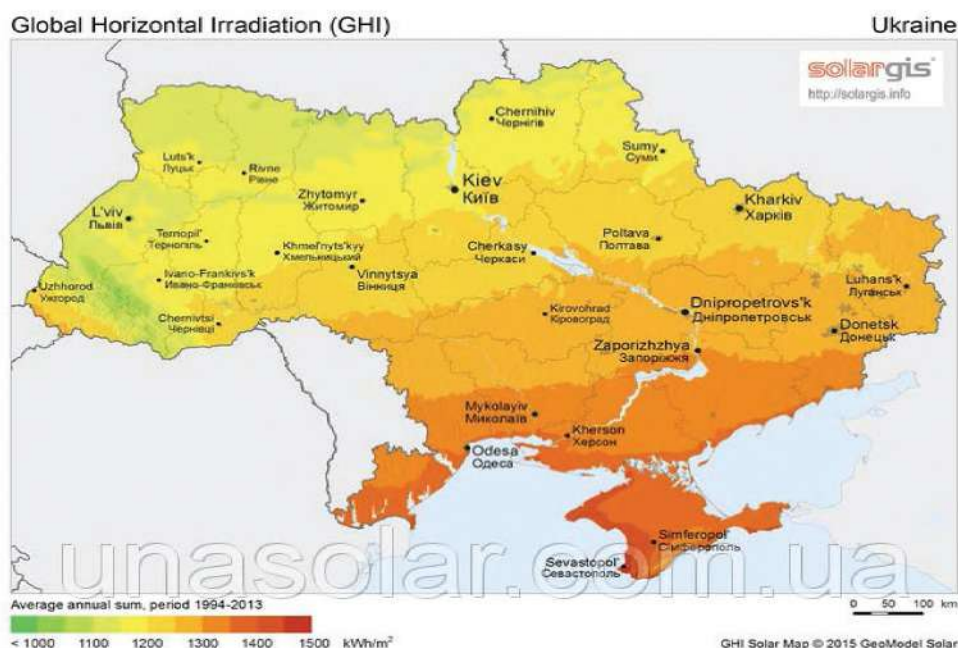 Global Horizontal Irradiation (GHI)
Ukraine
solargis
http://solargis.info
Chernihiv
Чернігів
Luts'k
Луцьк
Rivne
Рівне
Sumy
Суми
Kiev
Київ
Zhytomyr
Житомир
Kharkiv
Харків
L'viv
Львів
Ternopil'
Тернопіль
Khmel'nyts'kyy
Хмельницький
Cherkasy
Черкаси
Poltava
Полтава
Vinnytsya
Вінниця
Uzhhorod
Ужгород
Ivano-Frankivs'k
Ивано-Франківськ
Luhans'k
Луганськ
Kirovohrad
Кіровоград
Dnipropetrovs'k
Дніпропетровськ
Chernivtsi
Чернівці
Donetsk
Донецьк
Zaporizhzhya
Запоріжжя
Mykolayiv
Миколаїв
Kherson
Херсон
Odesa
Одеса
Simferopol'
Сімферополь
Sevastopol'
Севастополь
unasolar.com.ua
Average annual sum, period 1994-2013
0 50 100 km
< 1000 1100 1200 1300 1400 1500 kWh/m²
GHI Solar Map © 2015 GeoModel Solar